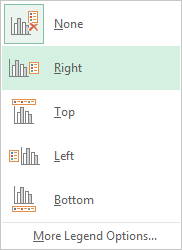 None
Right
Top
Left
Bottom
More Legend Options...